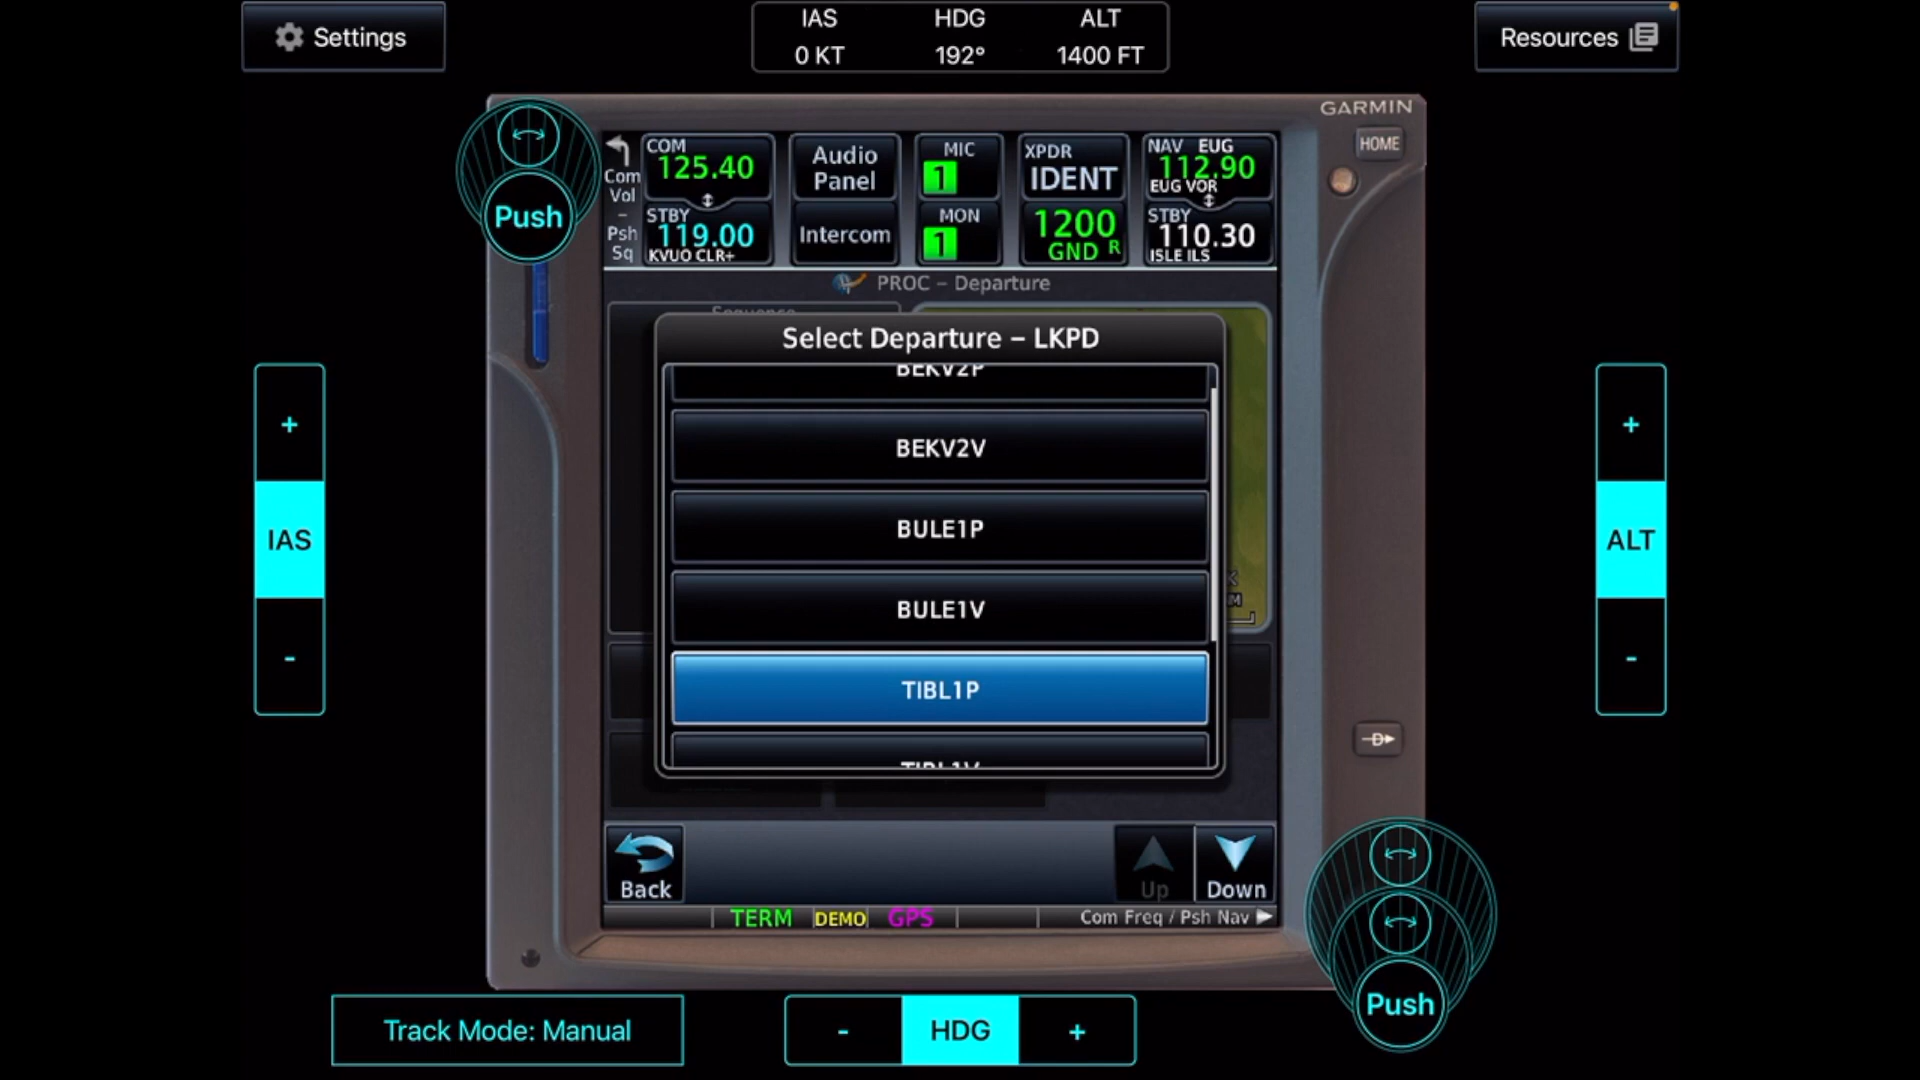 Settings
IAS HDG ALT
0 KT 192° 1400 FT
Resources
GARMIN
HOME
Push
Com
Vol
-
Psh
Sq
COM
125.40
STBY
119.00
KVUO CLR+
Audio
Panel
Intercom
MIC
1
MON
1
XPDR
IDENT
1200
GND R
NAV EUG
112.90
EUG VOR
STBY
110.30
ISLE ILS
PROC – Departure
Sequence
Select Departure – LKPD
BEKV2P
BEKV2V
BULE1P
BULE1V
TIBL1P
TIBL1V
Back
Up
Down
TERM DEMO GPS
Com Freq / Psh Nav
+
IAS
-
+
ALT
-
D
Push
Track Mode: Manual
- HDG +